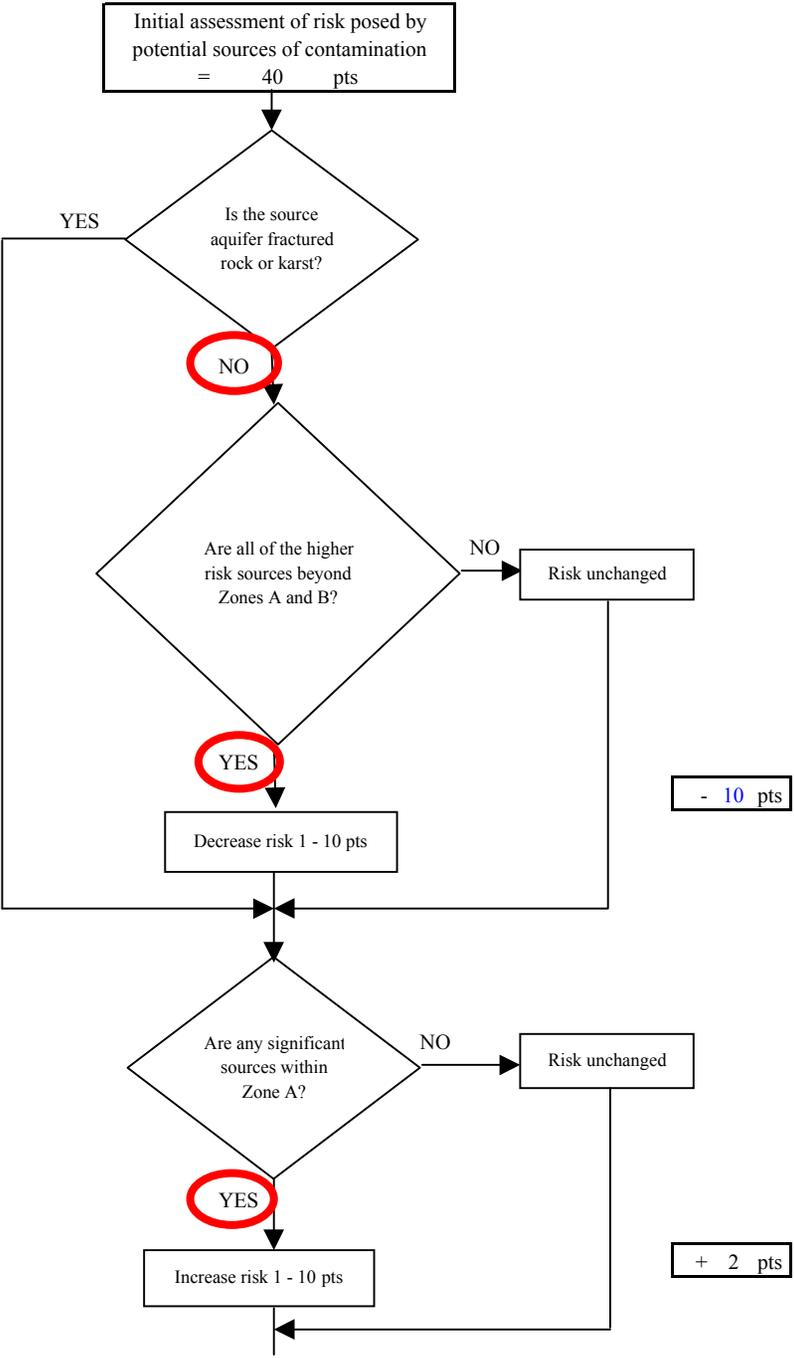 Initial assessment of risk posed by
potential sources of contamination
= 40 pts
YES
Is the source
aquifer fractured
rock or karst?
NO
Are all of the higher
risk sources beyond
Zones A and B?
NO
Risk unchanged
YES
- 10 pts
Decrease risk 1 - 10 pts
Are any significant
sources within
Zone A?
NO
Risk unchanged
YES
+ 2 pts
Increase risk 1 - 10 pts